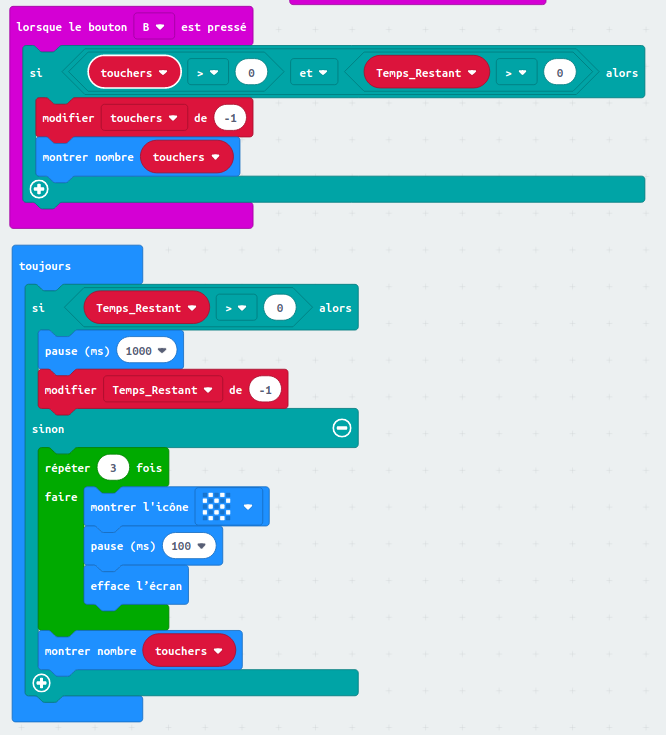 lorsque le bouton B est pressé
si touchers > 0 et Temps_Restant > 0 alors
modifier touchers de -1
montrer nombre touchers
toujours
si Temps_Restant > 0 alors
pause (ms) 1000
modifier Temps_Restant de -1
sinon
répéter 3 fois
faire
montrer l'icône
pause (ms) 100
efface l'écran
montrer nombre touchers